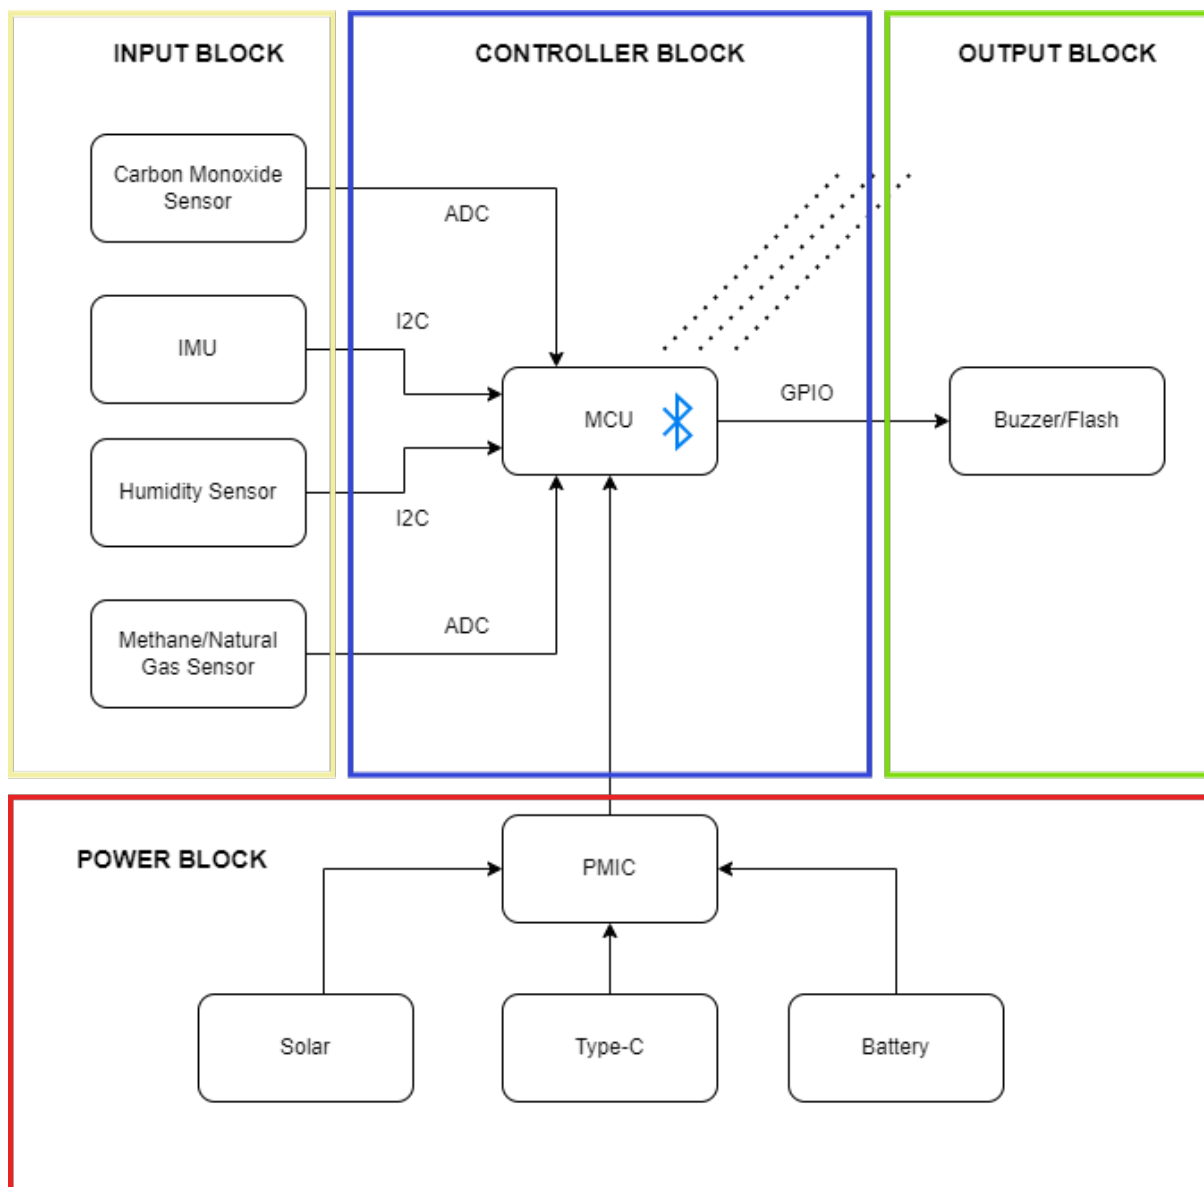 INPUT BLOCK
CONTROLLER BLOCK
OUTPUT BLOCK
Carbon Monoxide
Sensor
ADC
IMU
I2C
MCU
GPIO
Buzzer/Flash
Humidity Sensor
I2C
Methane/Natural
Gas Sensor
ADC
POWER BLOCK
PMIC
Solar
Type-C
Battery